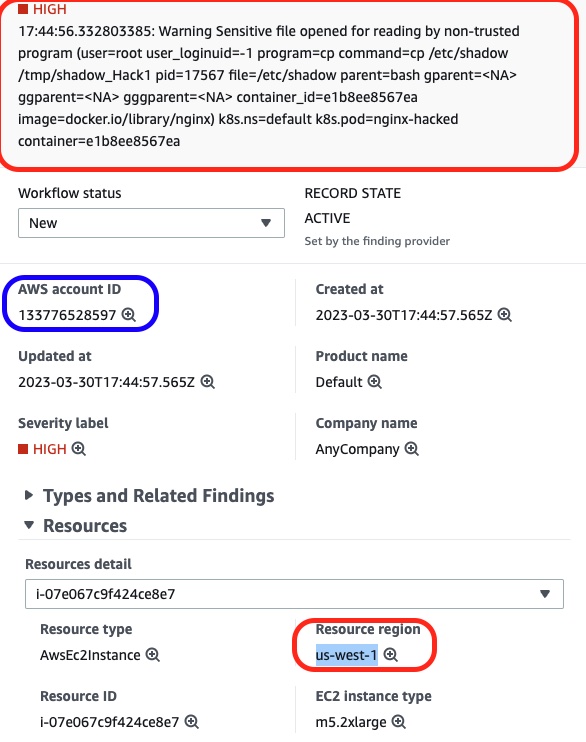 HIGH
17:44:56.332803385: Warning Sensitive file opened for reading by non-trusted
program (user=root user_loginuid=-1 program=cp command=cp /etc/shadow
/tmp/shadow_Hack1 pid=17567 file=/etc/shadow parent=bash gparent=<NA>
ggparent=<NA> gggparent=<NA> container_id=e1b8ee8567ea
image=docker.io/library/nginx) k8s.ns=default k8s.pod=nginx-hacked
container=e1b8ee8567ea
Workflow status
New
RECORD STATE
ACTIVE
Set by the finding provider
AWS account ID
133776528597
Created at
2023-03-30T17:44:57.565Z
Updated at
2023-03-30T17:44:57.565Z
Product name
Default
Severity label
HIGH
Company name
AnyCompany
Types and Related Findings
Resources
Resources detail
i-07e067c9f424ce8e7
Resource type
AwsEc2Instance
Resource region
us-west-1
Resource ID
i-07e067c9f424ce8e7
EC2 instance type
m5.2xlarge